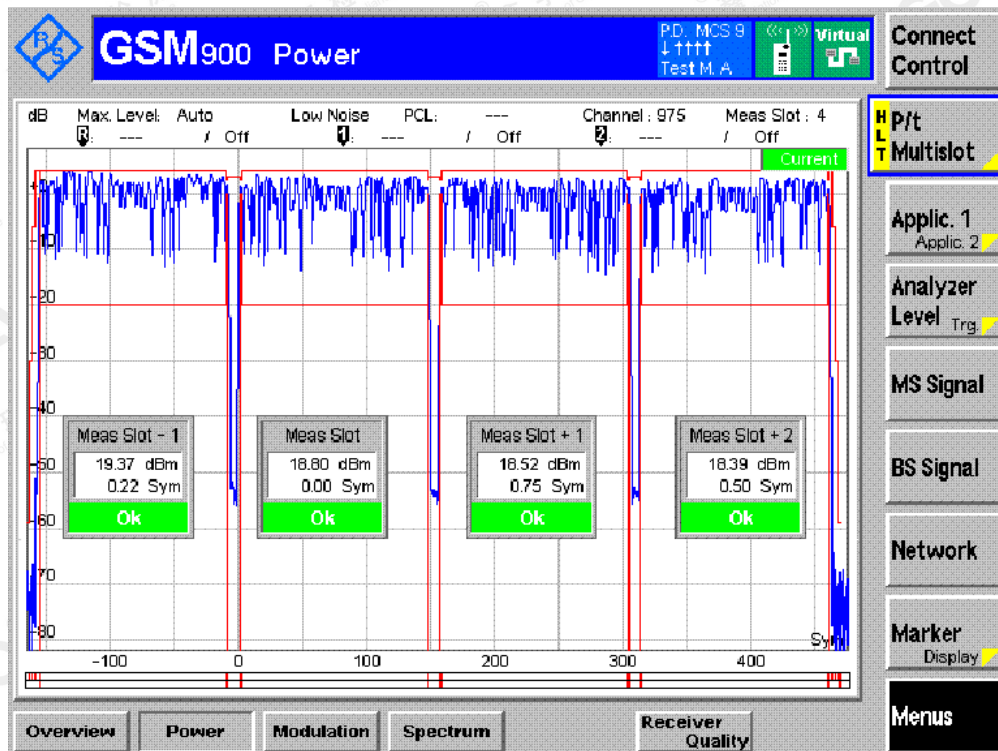 R S
GSM900 Power
P.D. MCS 9
↓ ↑↑↑↑
Test M. A
Virtual
Connect Control
dB Max. Level: Auto Low Noise PCL: --- Channel : 975 Meas Slot : 4
R: --- / Off 1: --- / Off 2: --- / Off
Current
HLT
P/t Multislot
Applic. 1
Applic. 2
Analyzer Level Trg.
MS Signal
BS Signal
Network
Marker
Display
Menus
-10
-20
-30
-40
-50
-60
-70
-80
Meas Slot - 1
19.37 dBm
0.22 Sym
Ok
Meas Slot
18.80 dBm
0.00 Sym
Ok
Meas Slot + 1
18.52 dBm
0.75 Sym
Ok
Meas Slot + 2
18.39 dBm
0.50 Sym
Ok
-100 0 100 200 300 400
Overview Power Modulation Spectrum Receiver Quality